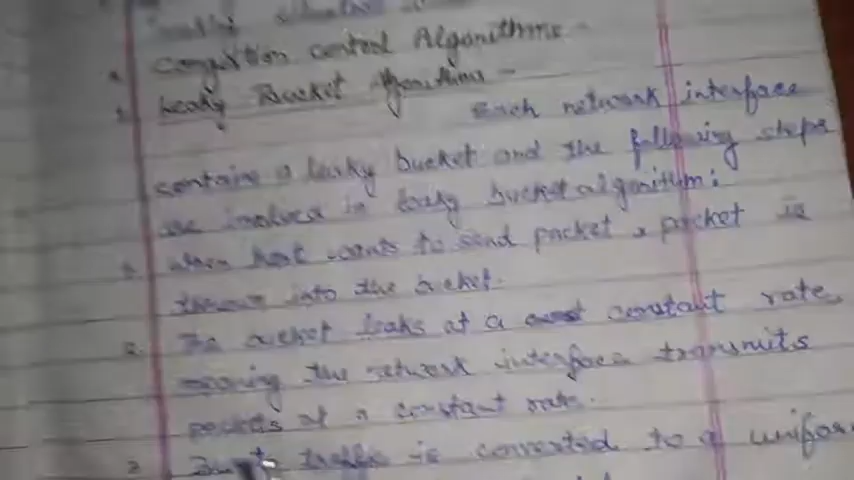 Congestion control Algorithms -
Leaky Bucket Algorithms -
Each network interface
contains a leaky bucket and the following steps
are involved in leaky bucket algorithm:
1. When host wants to send packet, packet is
thrown into the bucket.
2. The bucket leaks at a constant rate,
meaning the network interface transmits
packets at a constant rate.
3. traffic is converted to a uniform